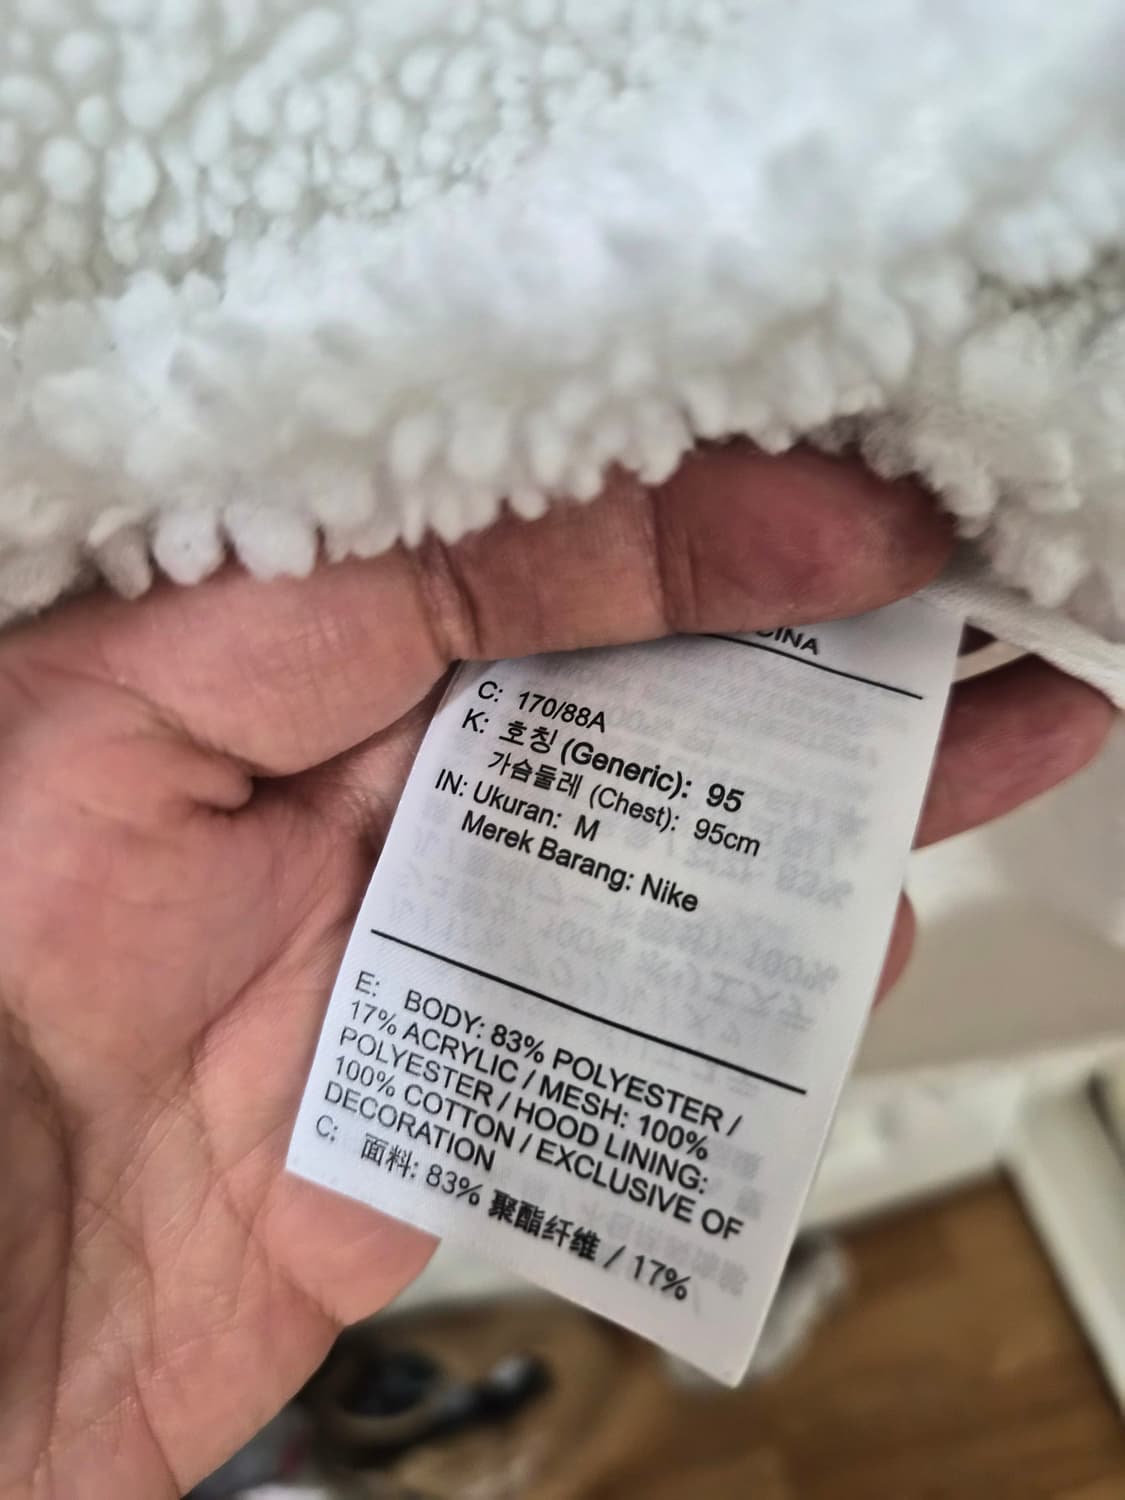 C: 170/88A
K: 호칭 (Generic): 95
가슴둘레 (Chest): 95cm
IN: Ukuran: M
Merek Barang: Nike
E: BODY: 83% POLYESTER /
17% ACRYLIC / MESH: 100%
POLYESTER / HOOD LINING:
100% COTTON / EXCLUSIVE OF
DECORATION
C: 面料: 83% 聚酯纤维 / 17%